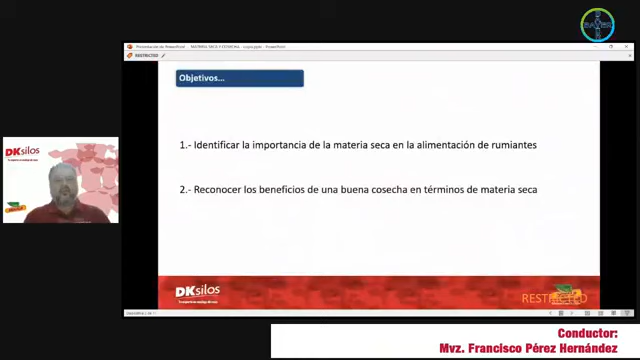 BAYER
RESTRICTED
Objetivos...
1.- Identificar la importancia de la materia seca en la alimentación de rumiantes
2.- Reconocer los beneficios de una buena cosecha en términos de materia seca
DKsilos
DKsilos
RESTRICTED
Conductor:
Mvz. Francisco Pérez Hernández